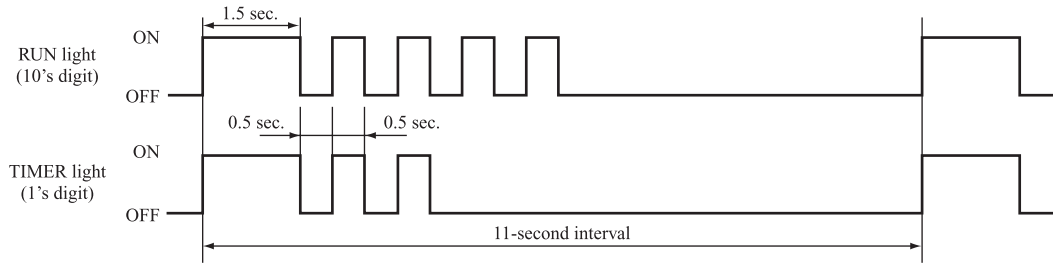 1.5 sec.
ON
RUN light
(10's digit)
OFF
0.5 sec.
0.5 sec.
ON
TIMER light
(1's digit)
OFF
11-second interval